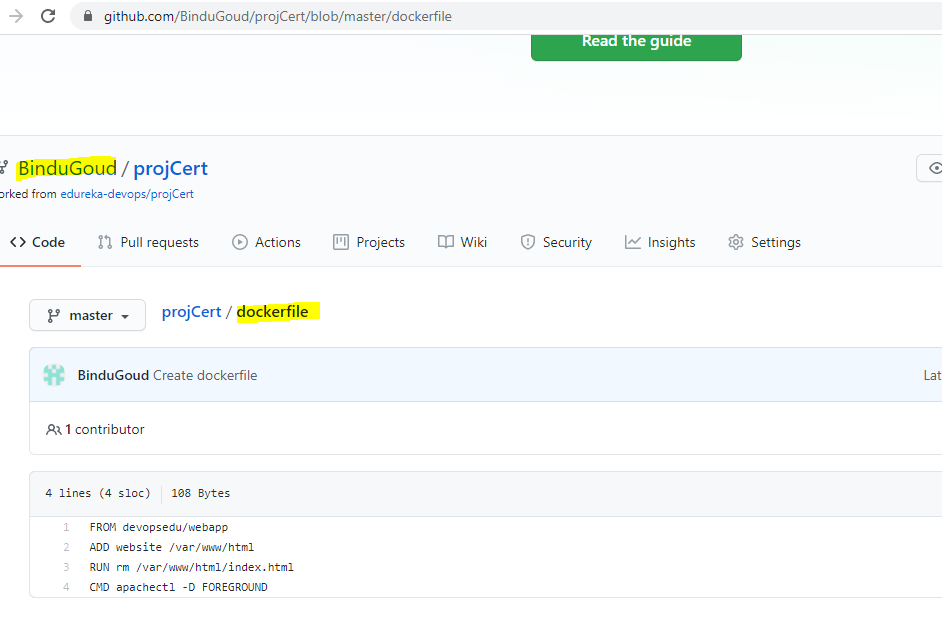 github.com/BinduGoud/projCert/blob/master/dockerfile
Read the guide
BinduGoud / projCert
orked from edureka-devops/projCert
Code Pull requests Actions Projects Wiki Security Insights Settings
master projCert / dockerfile
BinduGoud Create dockerfile Lat
1 contributor
4 lines (4 sloc) 108 Bytes
1 FROM devopsedu/webapp
2 ADD website /var/www/html
3 RUN rm /var/www/html/index.html
4 CMD apachectl -D FOREGROUND